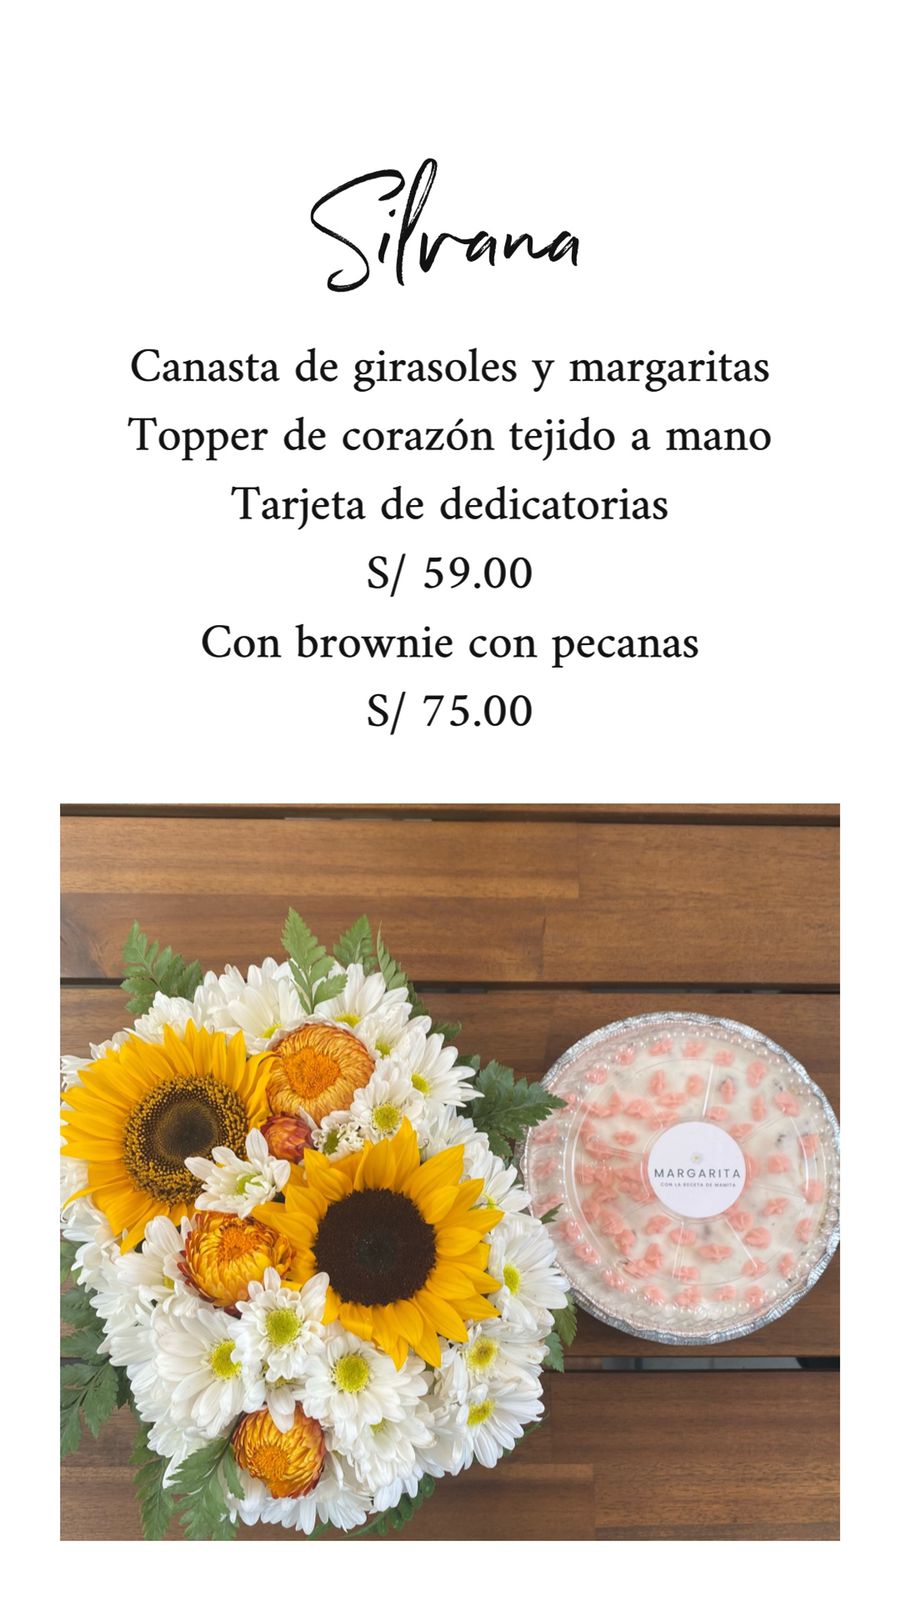 Silvana
Canasta de girasoles y margaritas
Topper de corazón tejido a mano
Tarjeta de dedicatorias
S/ 59.00
Con brownie con pecanas
S/ 75.00
MARGARITA
CON LA RECETA DE MAMITA